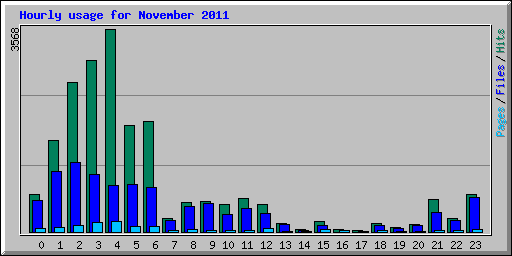 Hourly usage for November 2011
3568
Pages/Files/Hits
0 1 2 3 4 5 6 7 8 9 10 11 12 13 14 15 16 17 18 19 20 21 22 23